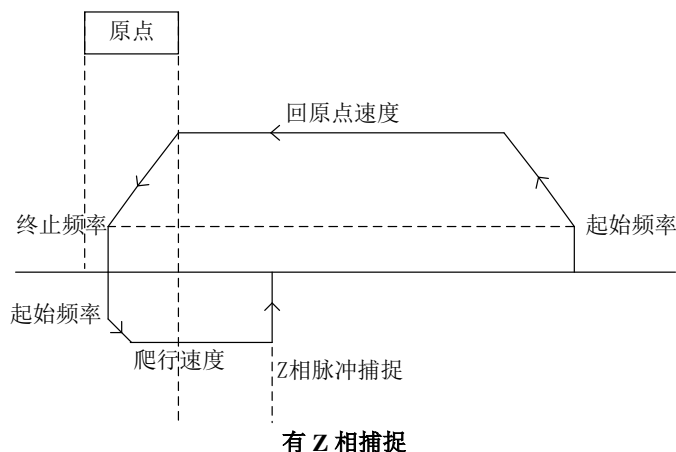 原点
回原点速度
终止频率
起始频率
起始频率
爬行速度
Z相脉冲捕捉
有 Z 相捕捉